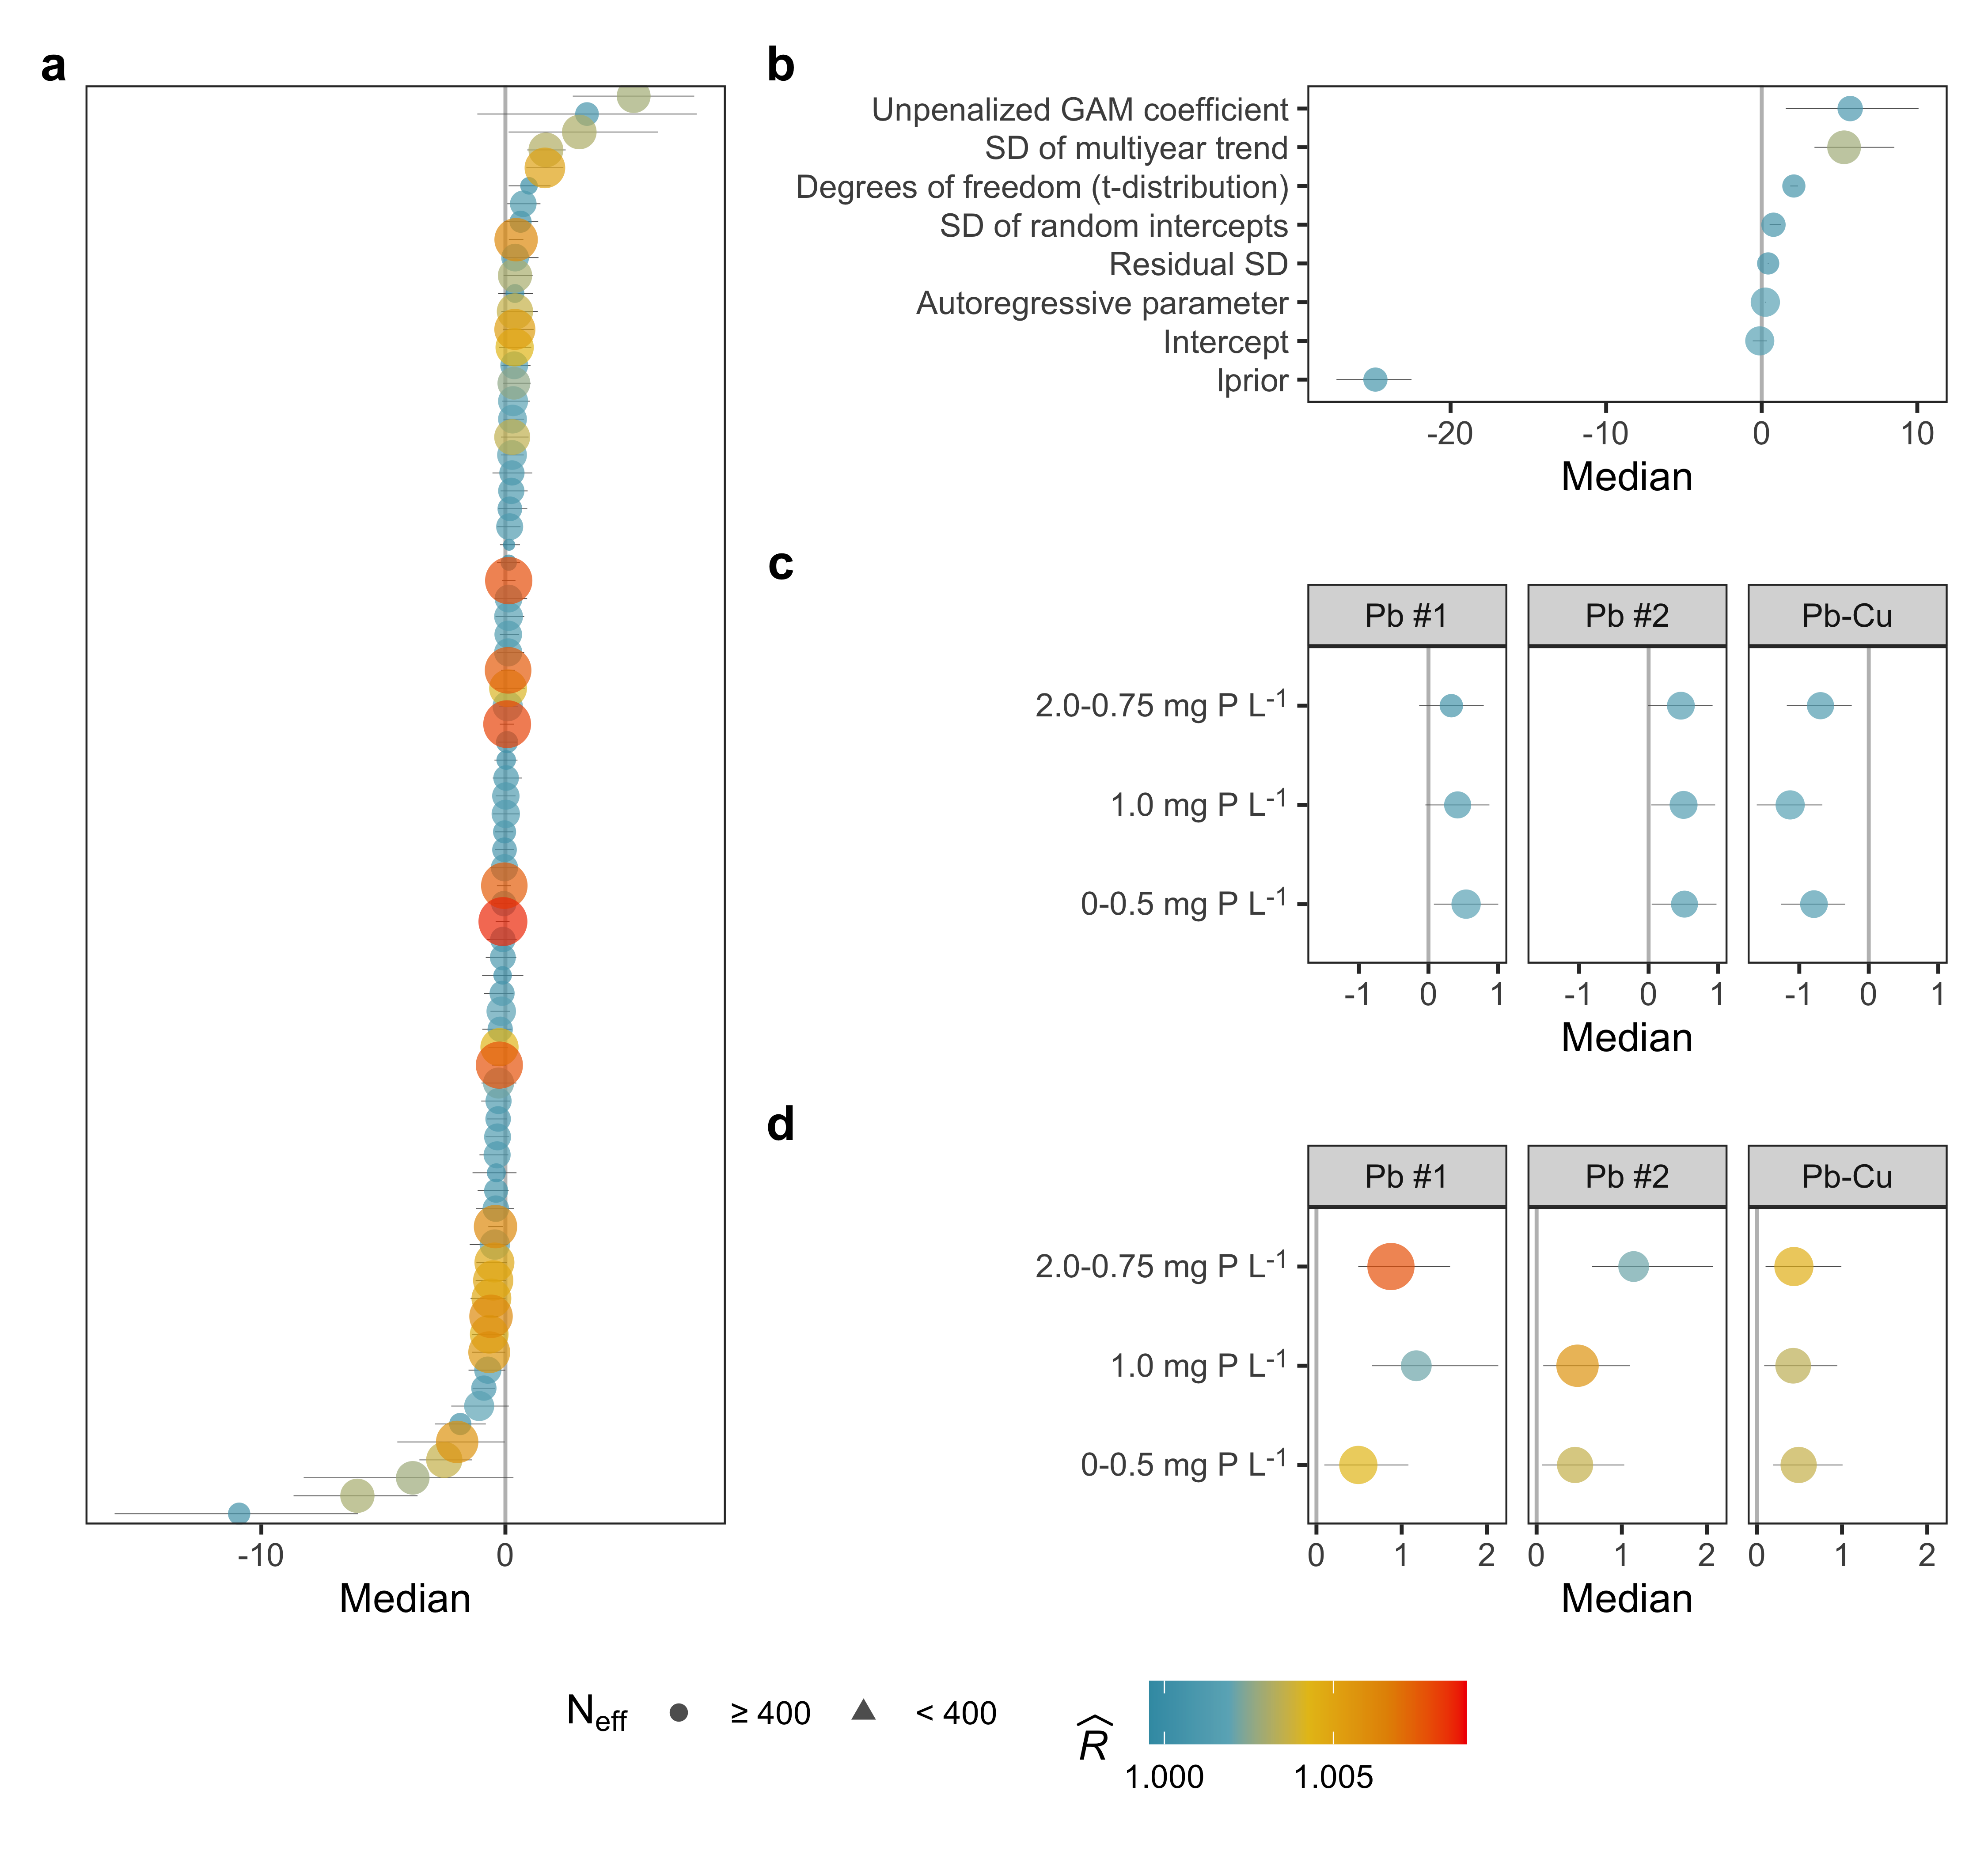 a
-10 0
Median
b
Unpenalized GAM coefficient
SD of multiyear trend
Degrees of freedom (t-distribution)
SD of random intercepts
Residual SD
Autoregressive parameter
Intercept
lprior
-20 -10 0 10
Median
c
Pb #1 Pb #2 Pb-Cu
2.0-0.75 mg P L⁻¹
1.0 mg P L⁻¹
0-0.5 mg P L⁻¹
-1 0 1 -1 0 1 -1 0 1
Median
d
Pb #1 Pb #2 Pb-Cu
2.0-0.75 mg P L⁻¹
1.0 mg P L⁻¹
0-0.5 mg P L⁻¹
0 1 2 0 1 2 0 1 2
Median
Neff ≥ 400 < 400
R̂
1.000 1.005